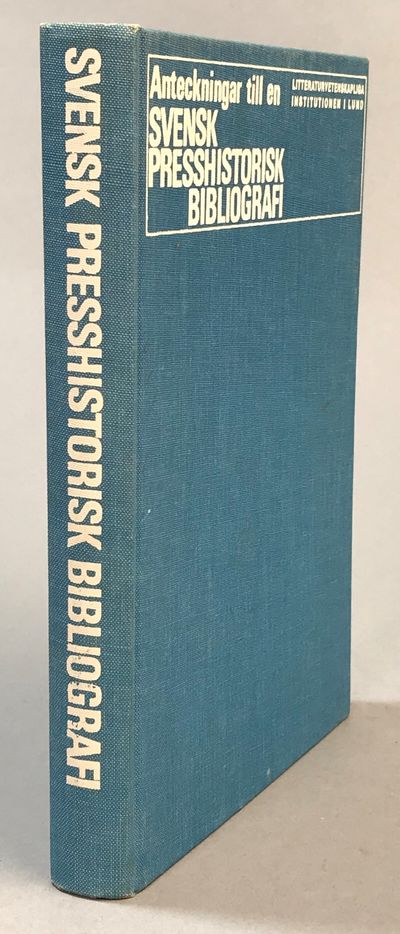 SVENSK PRESSHISTORISK BIBLIOGRAFI
Anteckningar till en
SVENSK
PRESSHISTORISK
BIBLIOGRAFI
LITTERATURVETENSKAPLIGA
INSTITUTIONEN I LUND